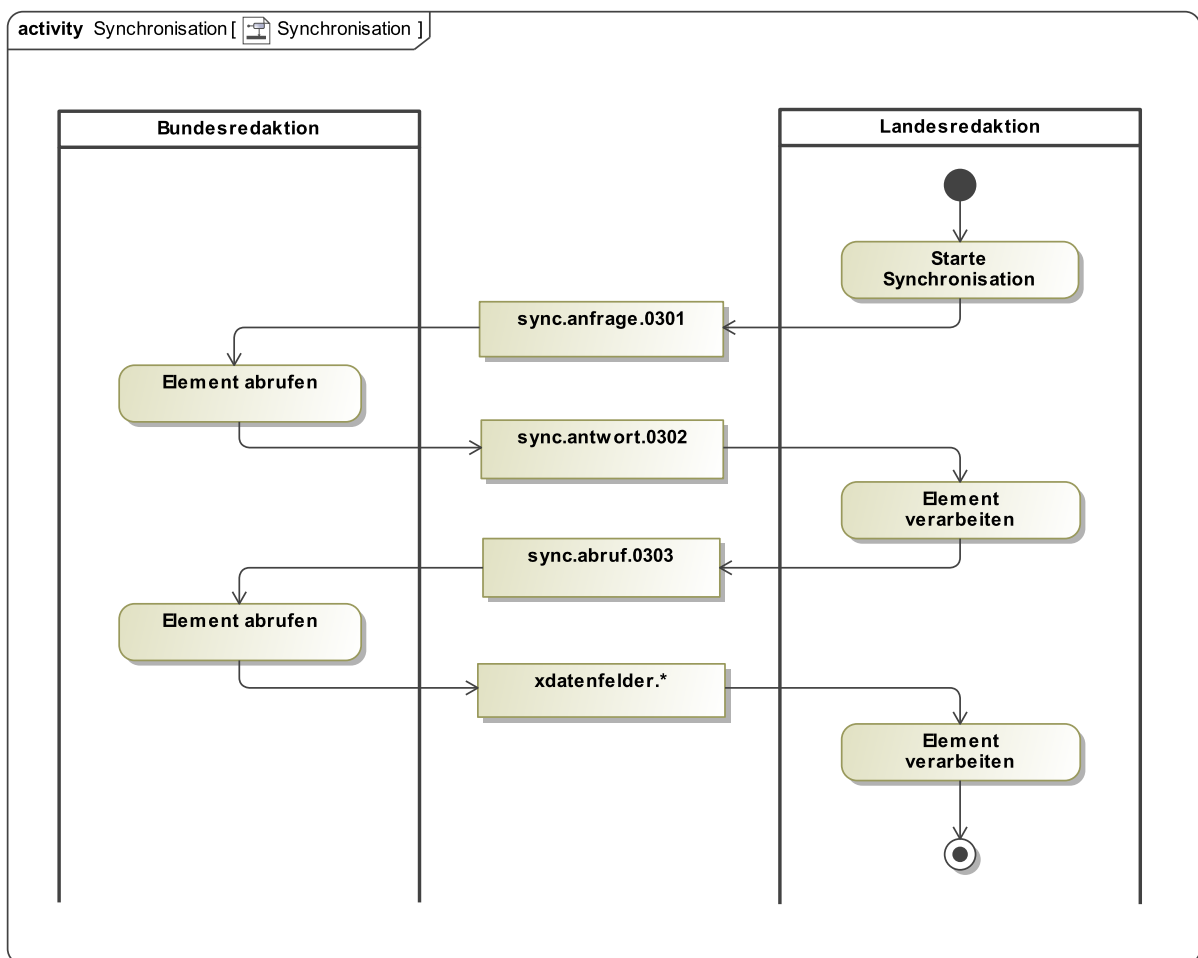 activity Synchronisation [ Synchronisation ]
Bundesredaktion
Landesredaktion
Starte
Synchronisation
sync.anfrage.0301
Element abrufen
sync.antwort.0302
Element
verarbeiten
sync.abruf.0303
Element abrufen
xdatenfelder.*
Element
verarbeiten